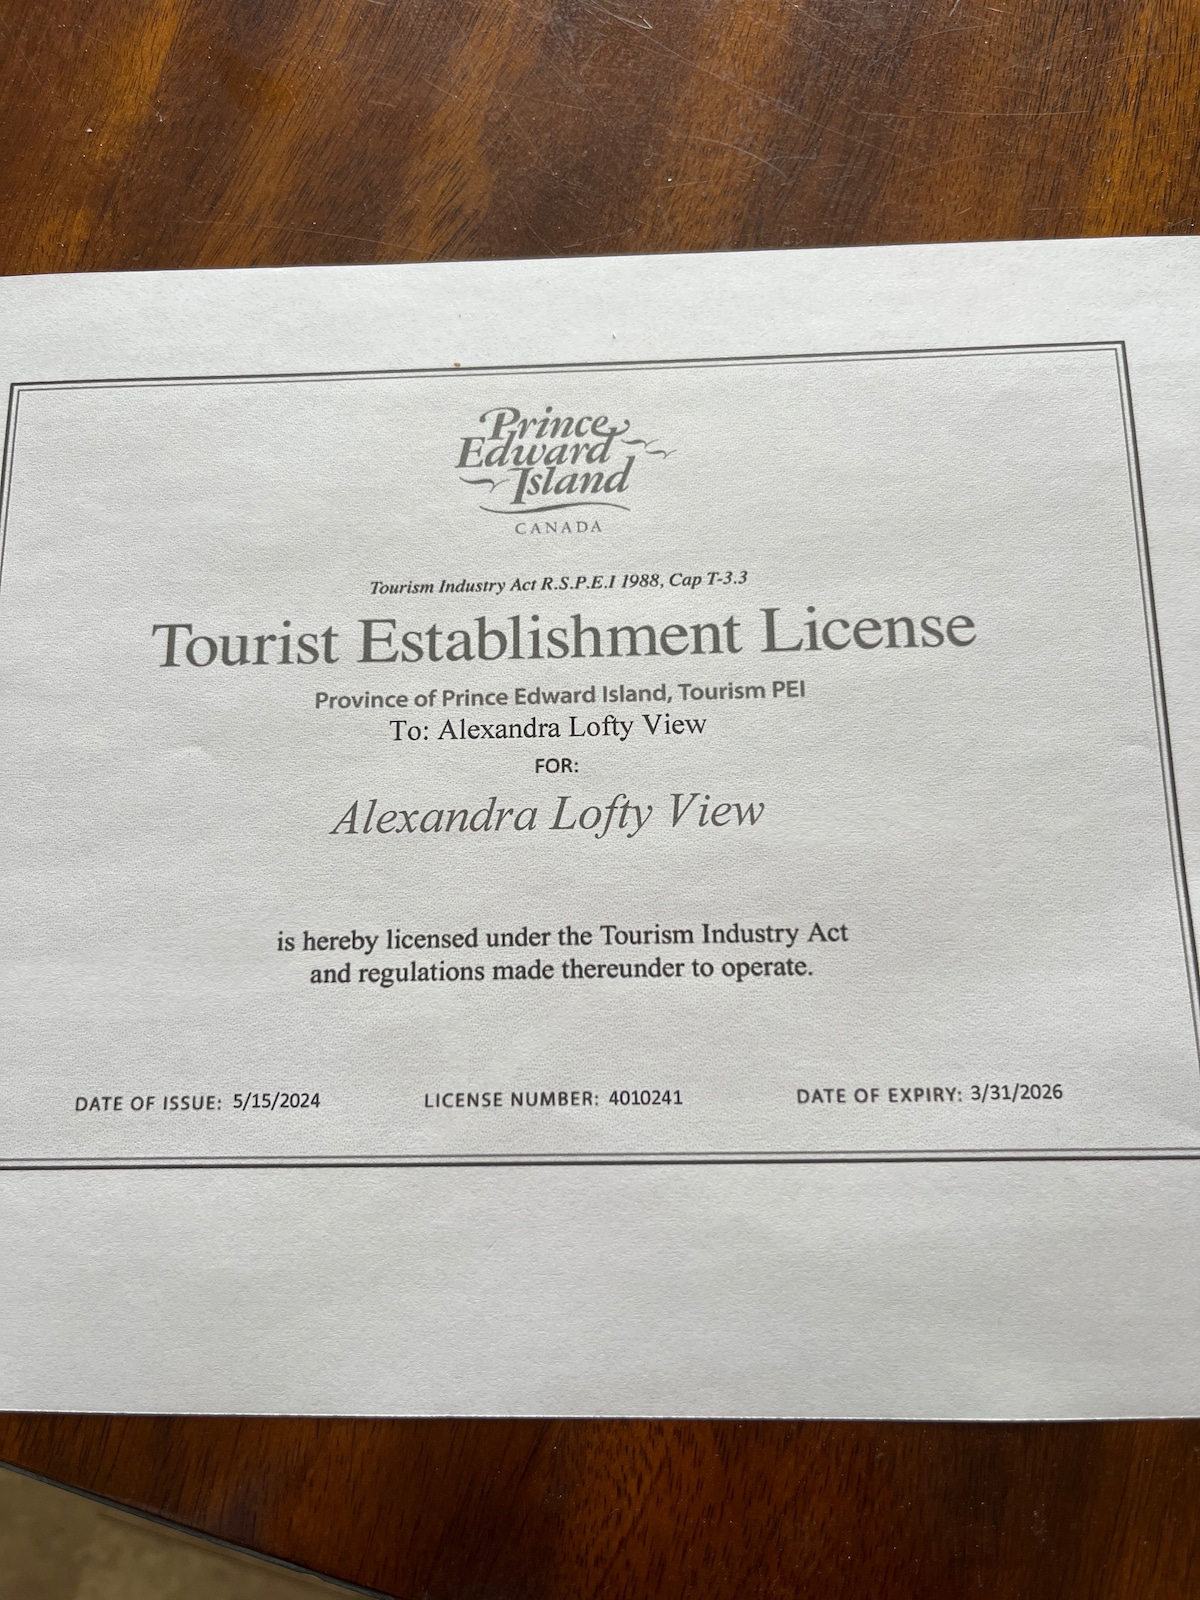 Prince
Edward
Island
CANADA
Tourism Industry Act R.S.P.E.I 1988, Cap T-3.3
Tourist Establishment License
Province of Prince Edward Island, Tourism PEI
To: Alexandra Lofty View
FOR:
Alexandra Lofty View
is hereby licensed under the Tourism Industry Act
and regulations made thereunder to operate.
DATE OF ISSUE: 5/15/2024 LICENSE NUMBER: 4010241 DATE OF EXPIRY: 3/31/2026